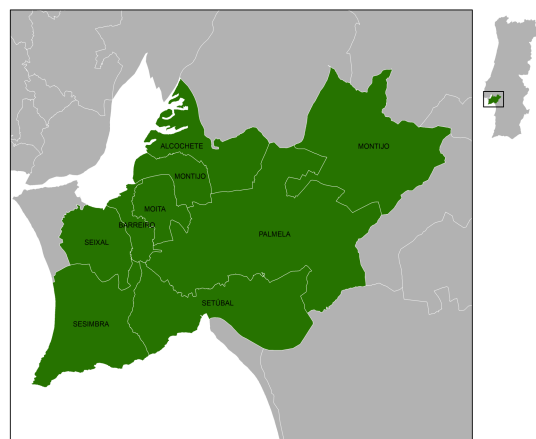 ALCOCHETE
MONTIJO
MONTIJO
MOITA
BARREIRO
PALMELA
SEIXAL
SETÚBAL
SESIMBRA